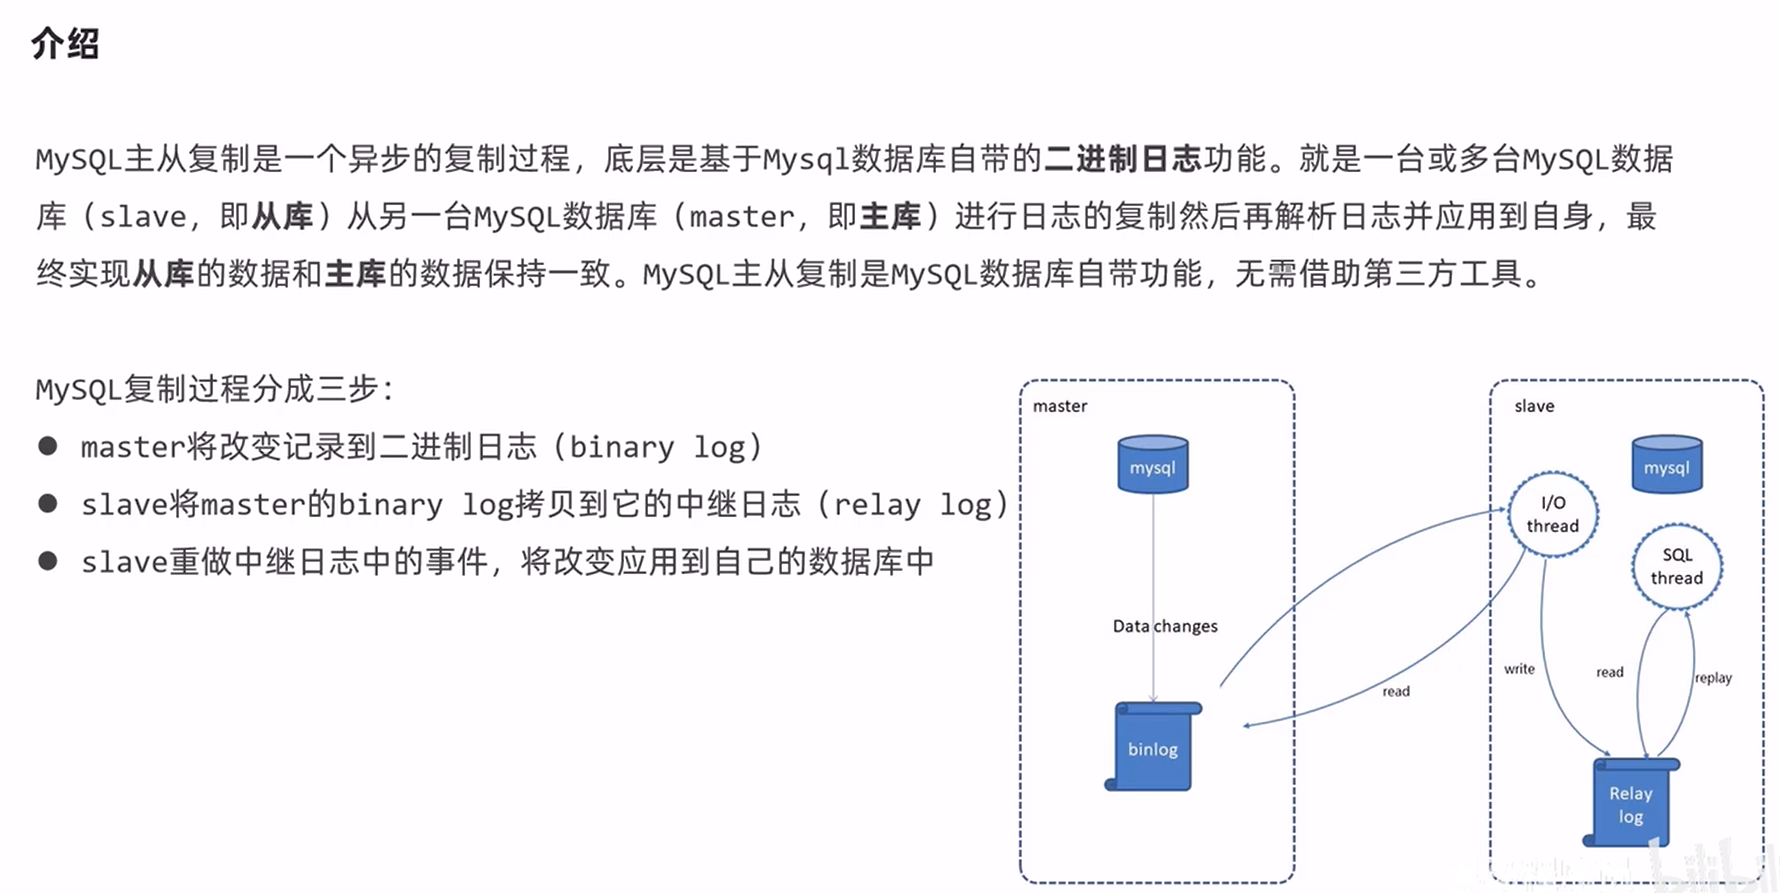 介绍
MySQL主从复制是一个异步的复制过程，底层是基于Mysql数据库自带的二进制日志功能。就是一台或多台MySQL数据
库（slave，即从库）从另一台MySQL数据库（master，即主库）进行日志的复制然后再解析日志并应用到自身，最
终实现从库的数据和主库的数据保持一致。MySQL主从复制是MySQL数据库自带功能，无需借助第三方工具。
MySQL复制过程分成三步：
● master将改变记录到二进制日志（binary log）
● slave将master的binary log拷贝到它的中继日志（relay log）
● slave重做中继日志中的事件，将改变应用到自己的数据库中
master
mysql
Data changes
binlog
read
slave
mysql
I/O
thread
SQL
thread
write
read
replay
Relay
log
bilibili